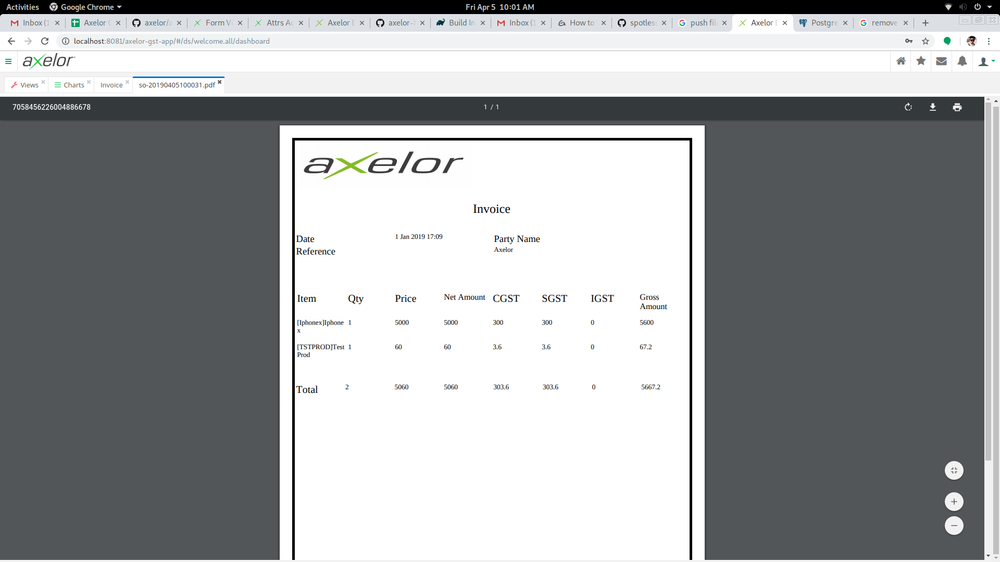 Activities Google Chrome Fri Apr 5 10:01 AM
Inbox (1 Axelor axelor/a Form Vi Attrs Ac Axelor axelor- Build In Inbox (1 How to spotles push fil Axelor Postgre remove
localhost:8081/axelor-gst-app/#/ds/welcome.all/dashboard
axelor
Views Charts Invoice so-20190405100031.pdf
7058456226004886678 1 / 1
axelor
Invoice
Date 1 Jan 2019 17:09 Party Name
Reference Axelor
Item Qty Price Net Amount CGST SGST IGST Gross
Amount
[Iphonex]Iphone 1 5000 5000 300 300 0 5600
x
[TSTPROD]Test 1 60 60 3.6 3.6 0 67.2
Prod
Total 2 5060 5060 303.6 303.6 0 5667.2